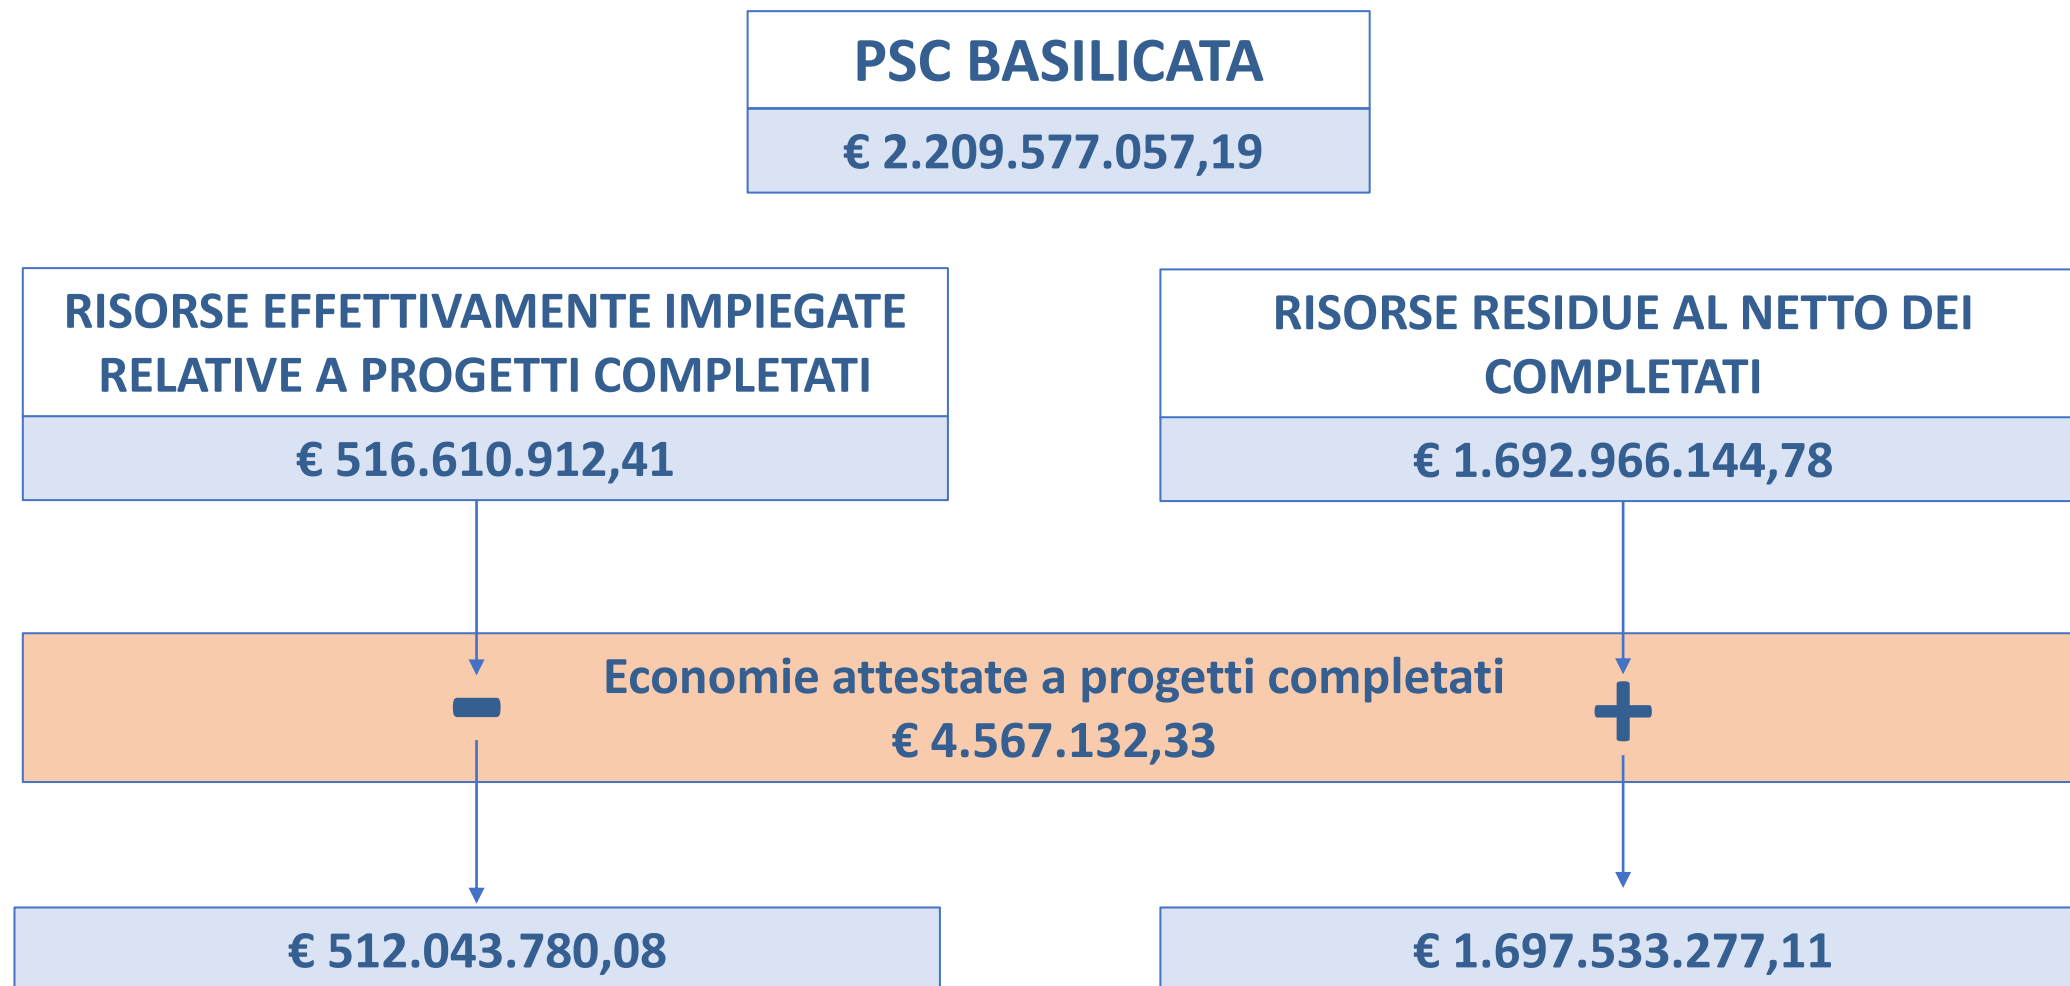 PSC BASILICATA
€ 2.209.577.057,19
RISORSE EFFETTIVAMENTE IMPIEGATE
RELATIVE A PROGETTI COMPLETATI
€ 516.610.912,41
RISORSE RESIDUE AL NETTO DEI
COMPLETATI
€ 1.692.966.144,78
Economie attestate a progetti completati
€ 4.567.132,33
-
+
€ 512.043.780,08
€ 1.697.533.277,11